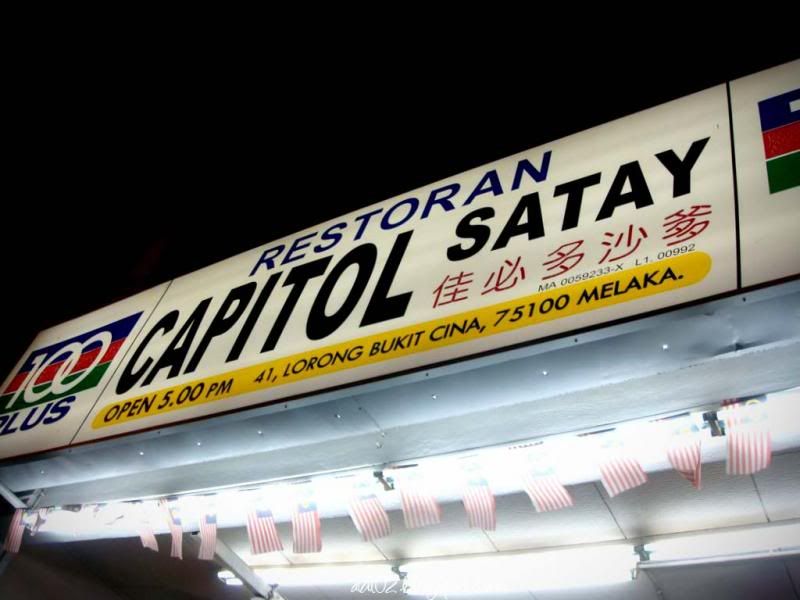 RESTORAN
CAPITOL SATAY
佳必多沙爹
MA 0059233-X L1. 00992
OPEN 5.00 PM 41, LORONG BUKIT CINA, 75100 MELAKA.
100
PLUS